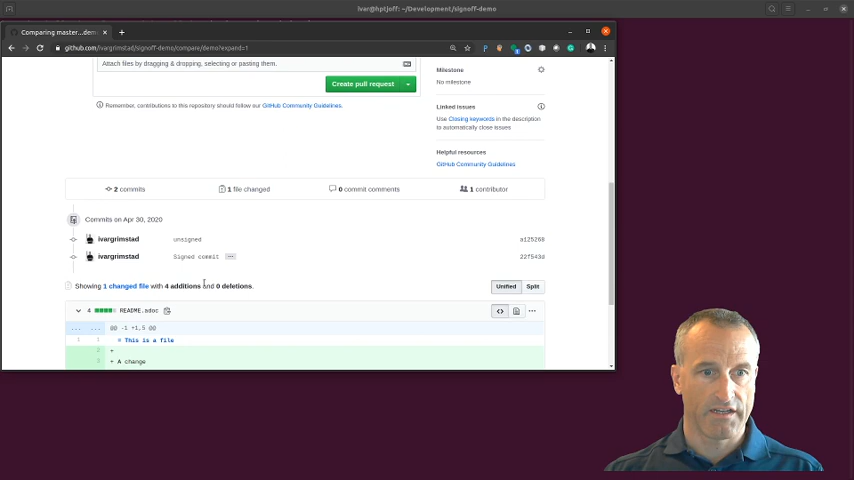 ivar@hptjoff: ~/Development/signoff-demo
Comparing master...demo
github.com/ivargrimstad/signoff-demo/compare/demo?expand=1
Attach files by dragging & dropping, selecting or pasting them.
Create pull request
Remember, contributions to this repository should follow our GitHub Community Guidelines.
Milestone
No milestone
Linked issues
Use Closing keywords in the description
to automatically close issues
Helpful resources
GitHub Community Guidelines
2 commits
1 file changed
0 commit comments
1 contributor
Commits on Apr 30, 2020
ivargrimstad unsigned a125268
ivargrimstad Signed commit ... 22f543d
Showing 1 changed file with 4 additions and 0 deletions.
Unified Split
4 README.adoc
... ... @@ -1 +1,5 @@
1 1 = This is a file
2 +
3 + A change